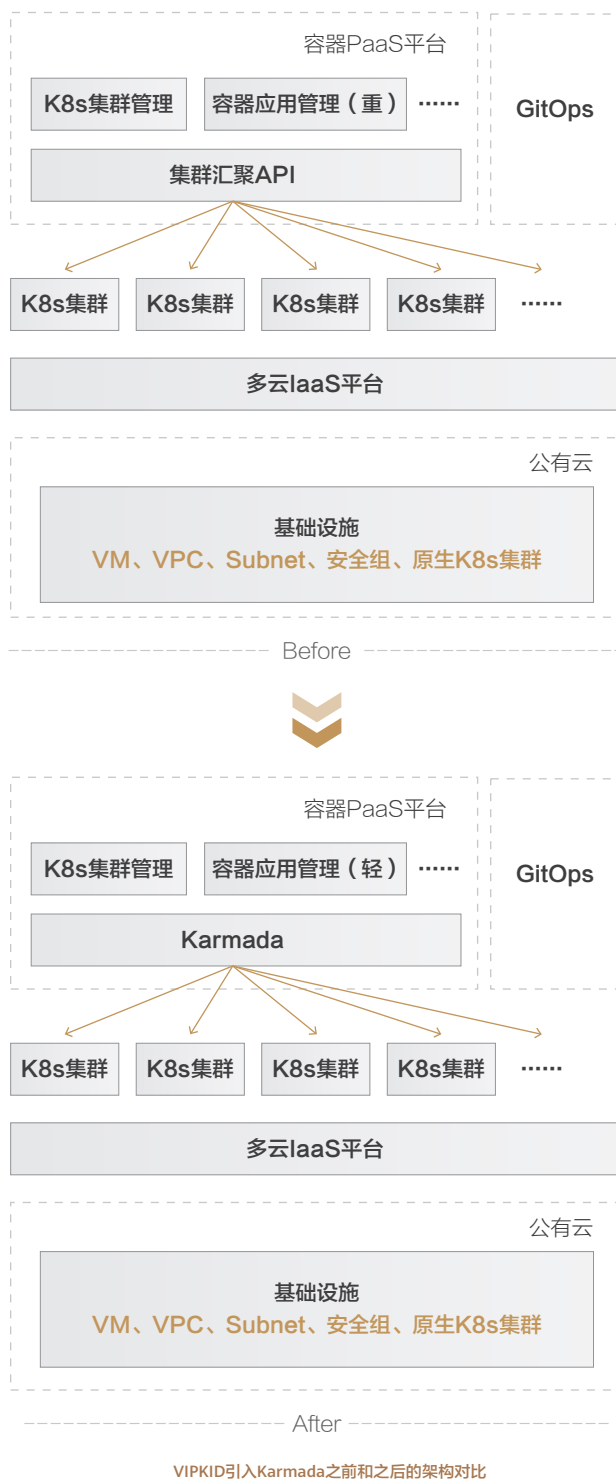 容器PaaS平台
K8s集群管理
容器应用管理（重）
……
GitOps
集群汇聚API
K8s集群
K8s集群
K8s集群
K8s集群
……
多云IaaS平台
公有云
基础设施
VM、VPC、Subnet、安全组、原生K8s集群
Before
容器PaaS平台
K8s集群管理
容器应用管理（轻）
……
GitOps
Karmada
K8s集群
K8s集群
K8s集群
K8s集群
……
多云IaaS平台
公有云
基础设施
VM、VPC、Subnet、安全组、原生K8s集群
After
VIPKID引入Karmada之前和之后的架构对比